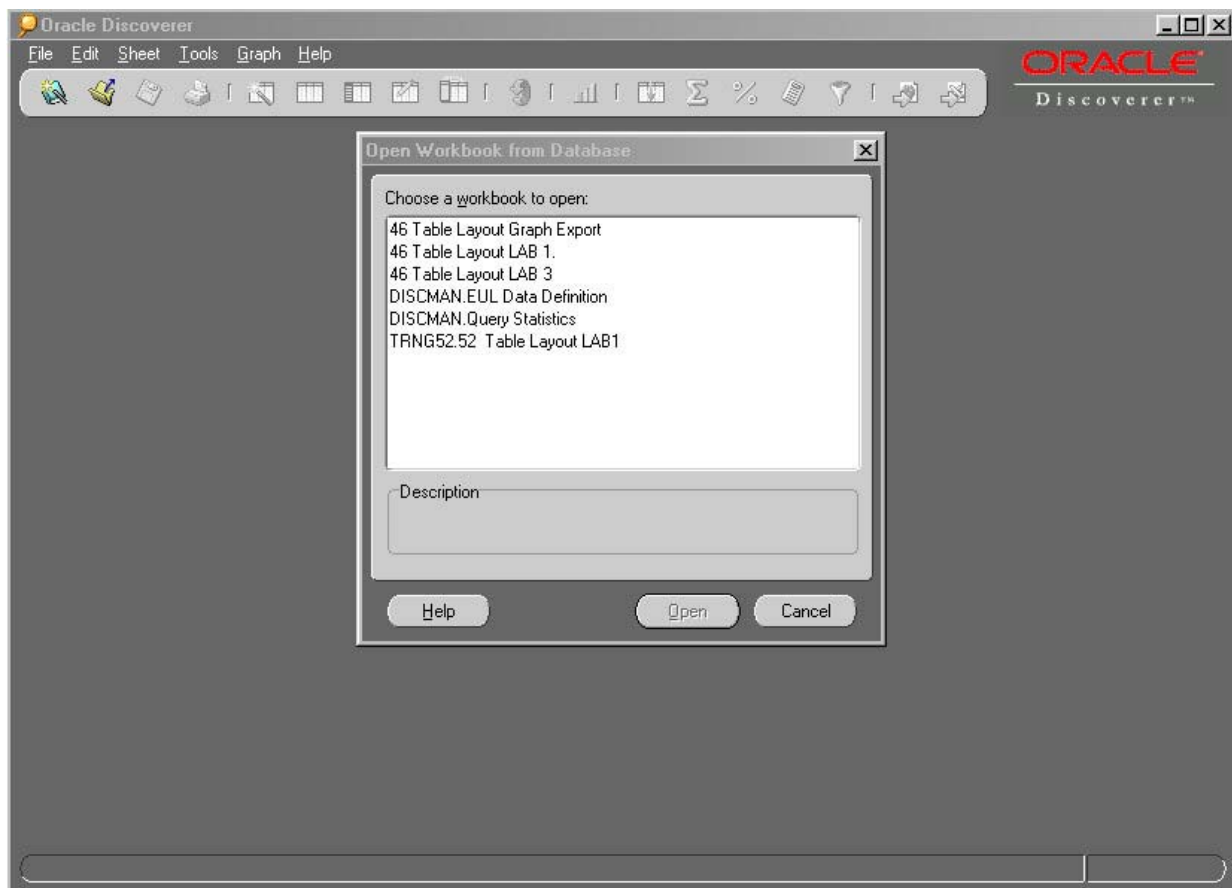 Oracle Discoverer
File Edit Sheet Tools Graph Help
ORACLE
Discoverer™
Open Workbook from Database
Choose a workbook to open:
46 Table Layout Graph Export
46 Table Layout LAB 1.
46 Table Layout LAB 3
DISCMAN.EUL Data Definition
DISCMAN.Query Statistics
TRNG52.52  Table Layout LAB1
Description
Help Open Cancel